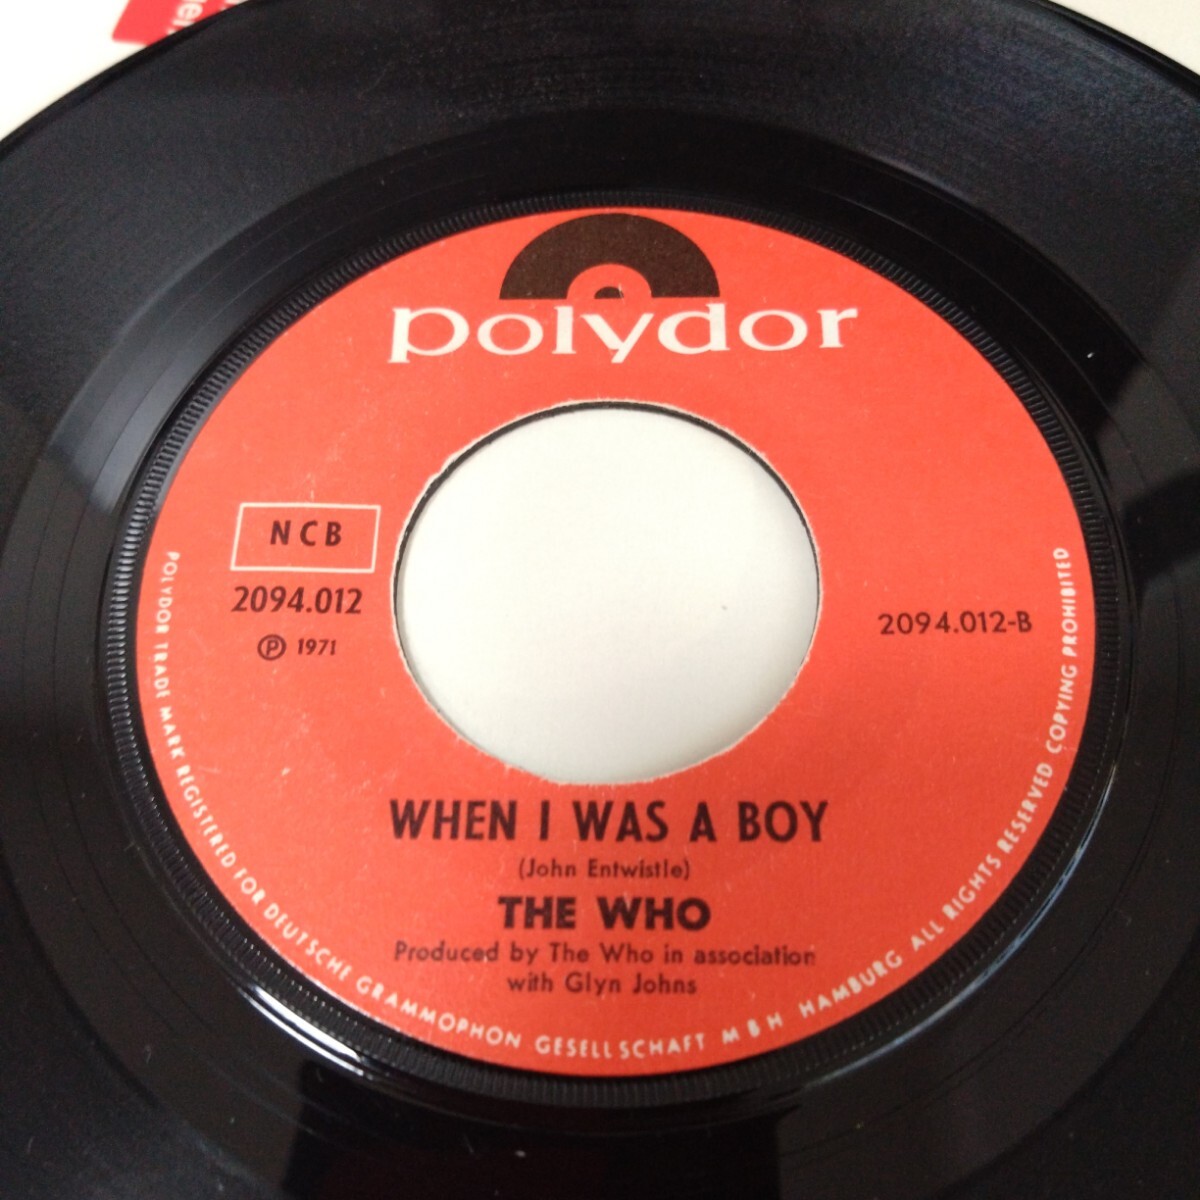 polydor
NCB
2094.012
Ⓟ 1971
2094.012-B
WHEN I WAS A BOY
(John Entwistle)
THE WHO
Produced by The Who in association
with Glyn Johns
POLYDOR TRADE MARK REGISTERED FOR DEUTSCHE GRAMMOPHON GESELLSCHAFT MBH HAMBURG ALL RIGHTS RESERVED COPYING PROHIBITED